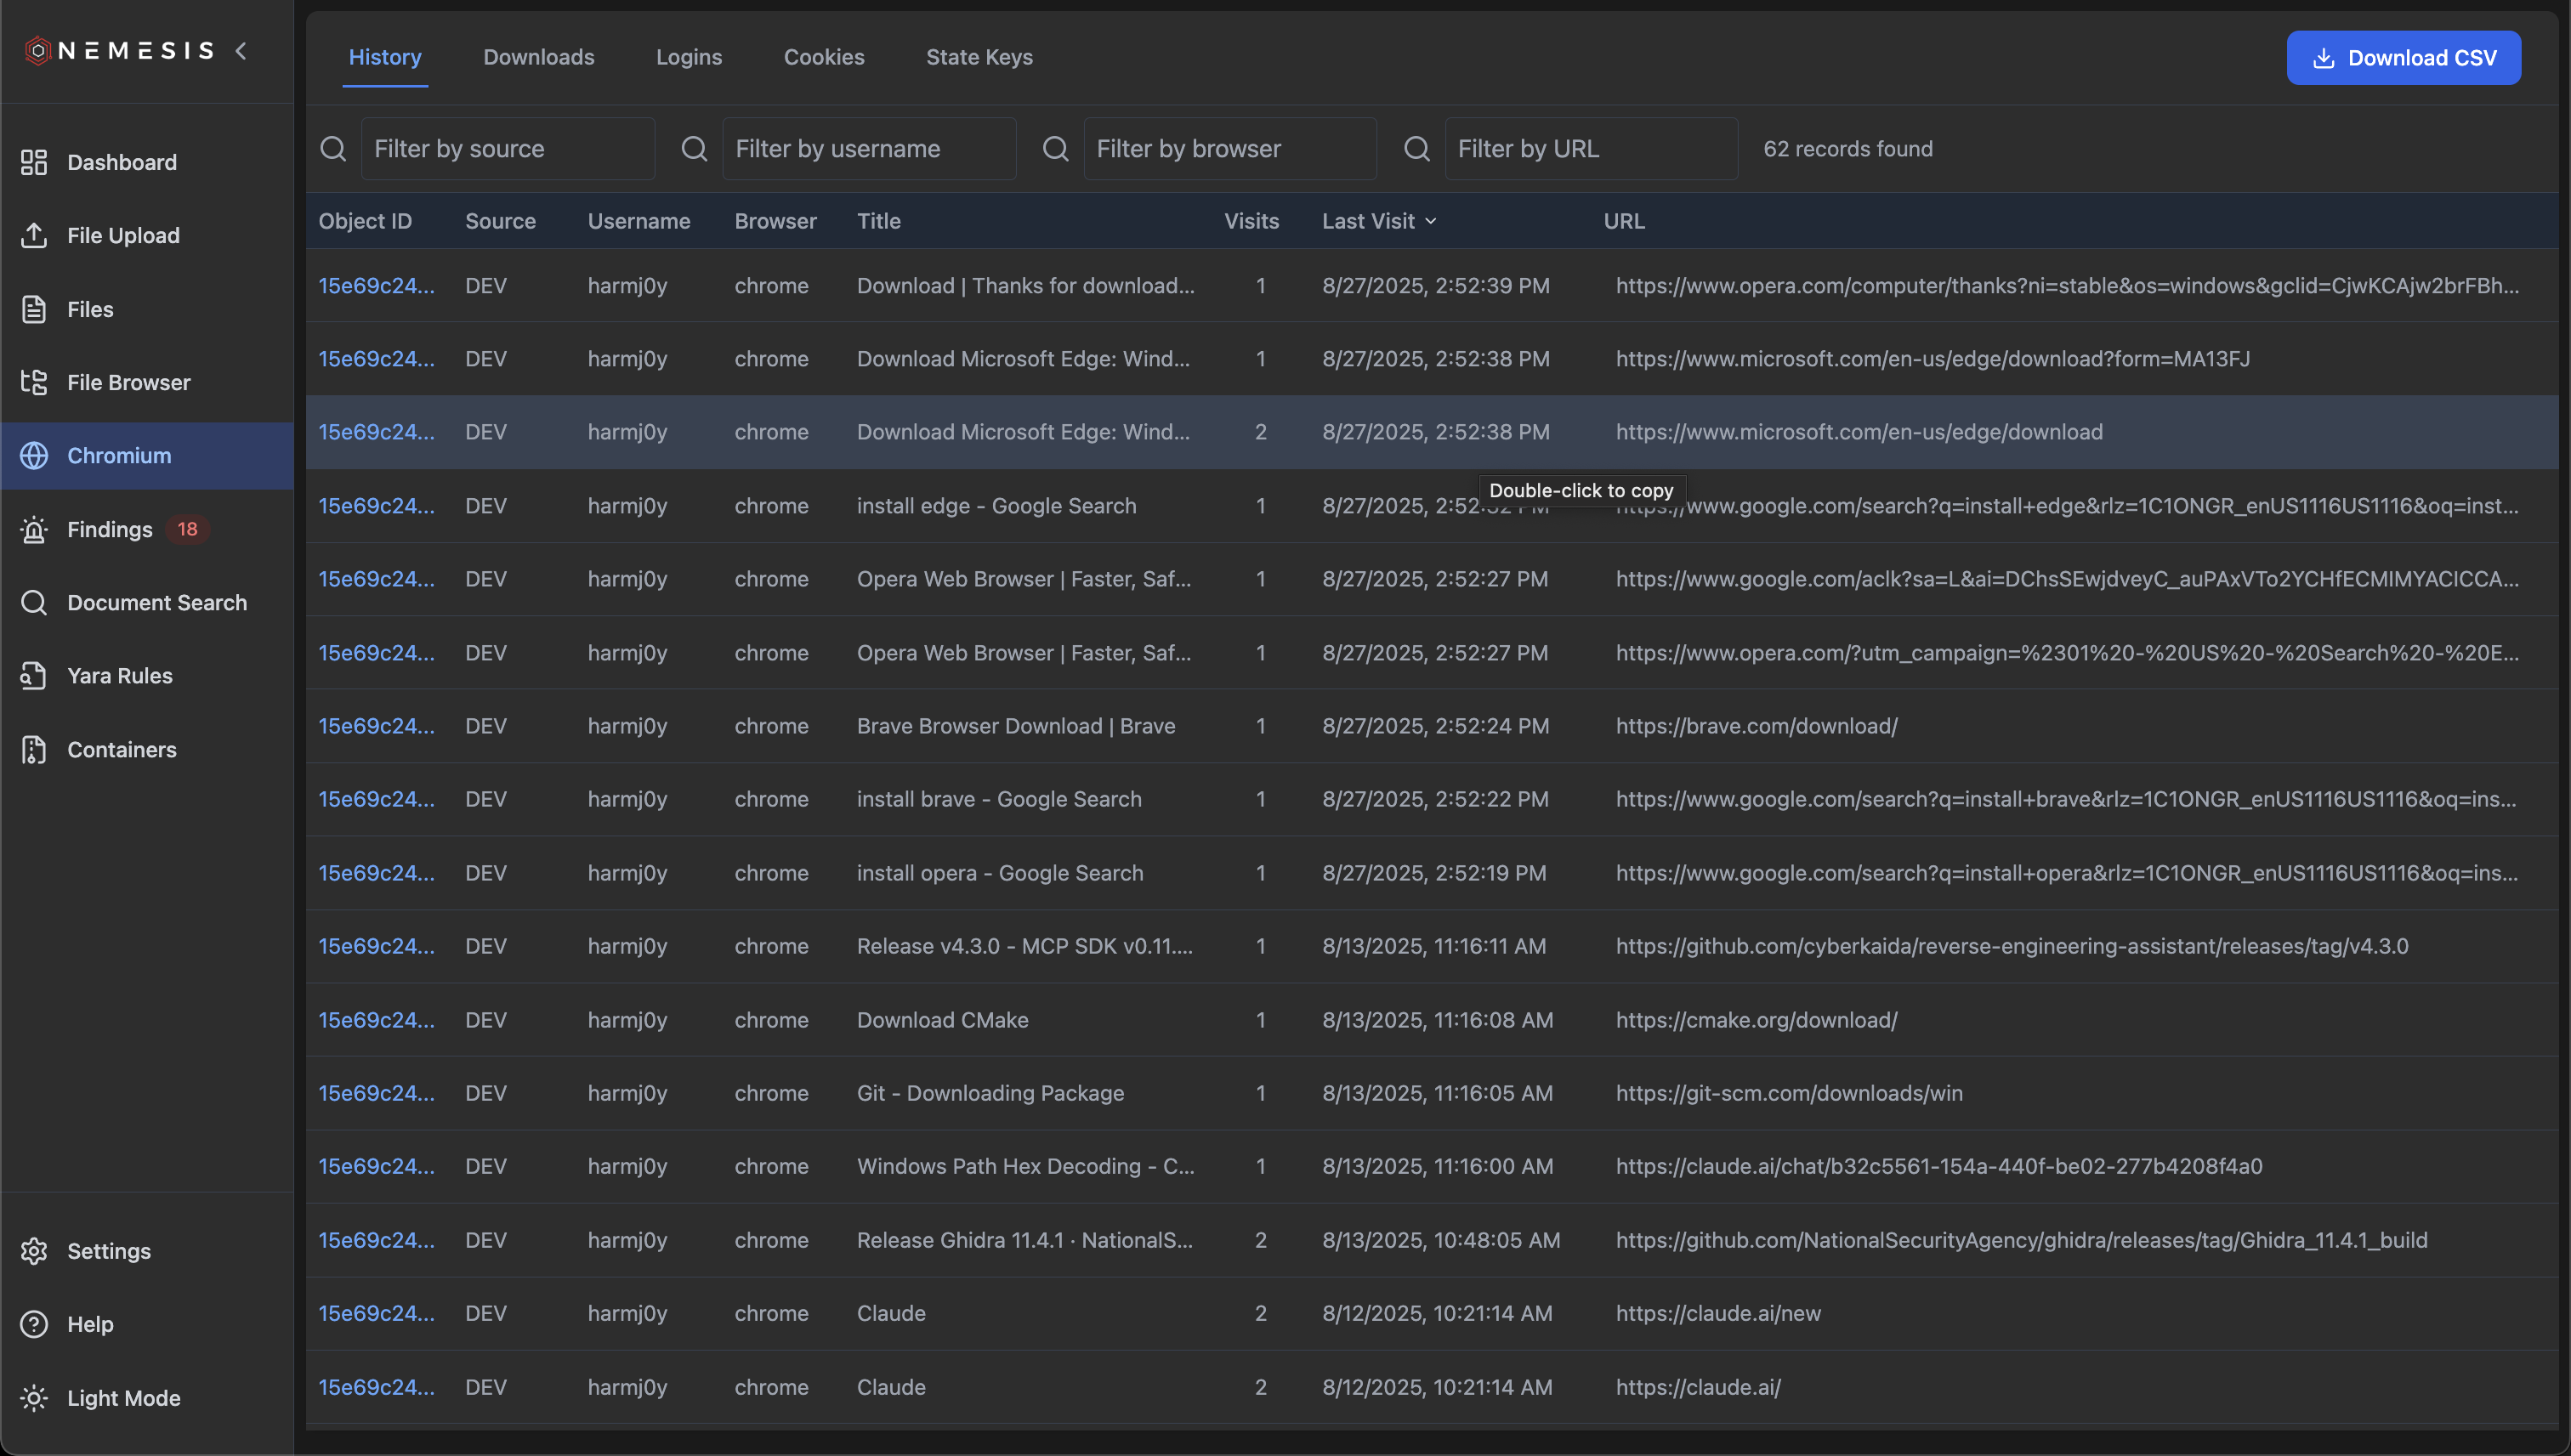 NEMESIS
Dashboard
File Upload
Files
File Browser
Chromium
Findings 18
Document Search
Yara Rules
Containers
Settings
Help
Light Mode
History Downloads Logins Cookies State Keys Download CSV
Filter by source Filter by username Filter by browser Filter by URL 62 records found
Object ID Source Username Browser Title Visits Last Visit URL
15e69c24... DEV harmj0y chrome Download | Thanks for download... 1 8/27/2025, 2:52:39 PM https://www.opera.com/computer/thanks?ni=stable&os=windows&gclid=CjwKCAjw2brFBh...
15e69c24... DEV harmj0y chrome Download Microsoft Edge: Wind... 1 8/27/2025, 2:52:38 PM https://www.microsoft.com/en-us/edge/download?form=MA13FJ
15e69c24... DEV harmj0y chrome Download Microsoft Edge: Wind... 2 8/27/2025, 2:52:38 PM https://www.microsoft.com/en-us/edge/download
Double-click to copy
15e69c24... DEV harmj0y chrome install edge - Google Search 1 8/27/2025, 2:52:32 PM https://www.google.com/search?q=install+edge&rlz=1C1ONGR_enUS1116US1116&oq=inst...
15e69c24... DEV harmj0y chrome Opera Web Browser | Faster, Saf... 1 8/27/2025, 2:52:27 PM https://www.google.com/aclk?sa=L&ai=DChsSEwjdveyC_auPAxVTo2YCHfECMIMYACICCA...
15e69c24... DEV harmj0y chrome Opera Web Browser | Faster, Saf... 1 8/27/2025, 2:52:27 PM https://www.opera.com/?utm_campaign=%2301%20-%20US%20-%20Search%20-%20E...
15e69c24... DEV harmj0y chrome Brave Browser Download | Brave 1 8/27/2025, 2:52:24 PM https://brave.com/download/
15e69c24... DEV harmj0y chrome install brave - Google Search 1 8/27/2025, 2:52:22 PM https://www.google.com/search?q=install+brave&rlz=1C1ONGR_enUS1116US1116&oq=ins...
15e69c24... DEV harmj0y chrome install opera - Google Search 1 8/27/2025, 2:52:19 PM https://www.google.com/search?q=install+opera&rlz=1C1ONGR_enUS1116US1116&oq=ins...
15e69c24... DEV harmj0y chrome Release v4.3.0 - MCP SDK v0.11.... 1 8/13/2025, 11:16:11 AM https://github.com/cyberkaida/reverse-engineering-assistant/releases/tag/v4.3.0
15e69c24... DEV harmj0y chrome Download CMake 1 8/13/2025, 11:16:08 AM https://cmake.org/download/
15e69c24... DEV harmj0y chrome Git - Downloading Package 1 8/13/2025, 11:16:05 AM https://git-scm.com/downloads/win
15e69c24... DEV harmj0y chrome Windows Path Hex Decoding - C... 1 8/13/2025, 11:16:00 AM https://claude.ai/chat/b32c5561-154a-440f-be02-277b4208f4a0
15e69c24... DEV harmj0y chrome Release Ghidra 11.4.1 · NationalS... 2 8/13/2025, 10:48:05 AM https://github.com/NationalSecurityAgency/ghidra/releases/tag/Ghidra_11.4.1_build
15e69c24... DEV harmj0y chrome Claude 2 8/12/2025, 10:21:14 AM https://claude.ai/new
15e69c24... DEV harmj0y chrome Claude 2 8/12/2025, 10:21:14 AM https://claude.ai/